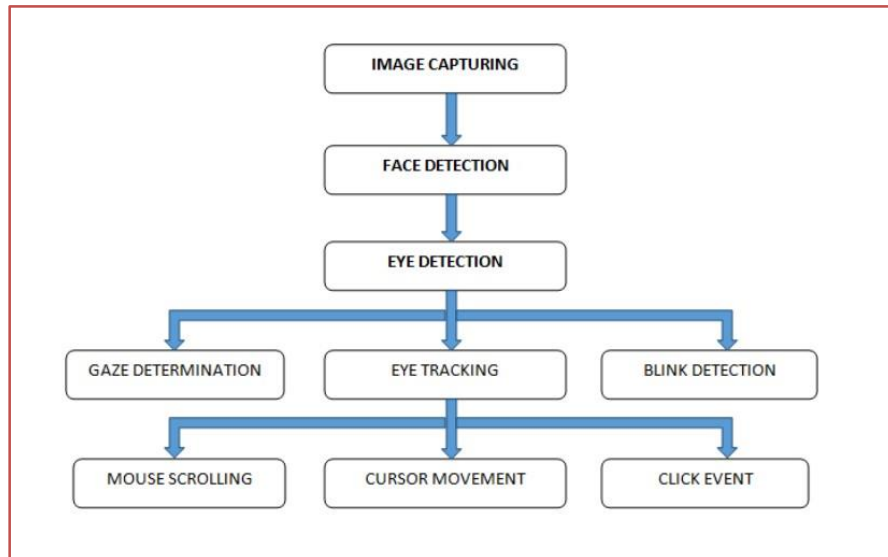 IMAGE CAPTURING
FACE DETECTION
EYE DETECTION
GAZE DETERMINATION
EYE TRACKING
BLINK DETECTION
MOUSE SCROLLING
CURSOR MOVEMENT
CLICK EVENT